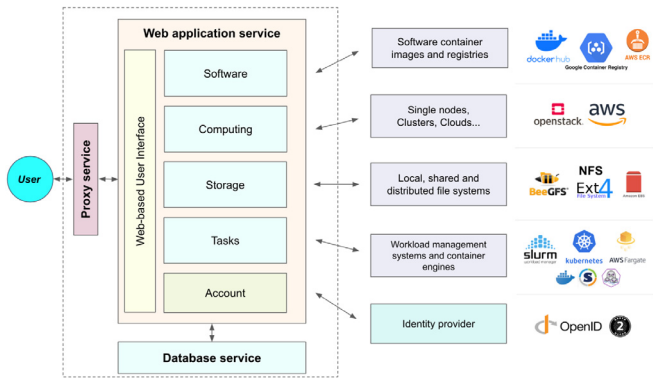 Web application service
Software
Computing
Storage
Tasks
Account
Web-based User Interface
Proxy service
User
Database service
Software container
images and registries
Single nodes,
Clusters, Clouds...
Local, shared and
distributed file systems
Workload management
systems and container
engines
Identity provider
dockerhub
Google Container Registry
AWS ECR
openstack.
aws
BeeGFS
NFS
Ext4
File System
slurm
workload manager
kubernetes
AWS Fargate
S
OpenID
2